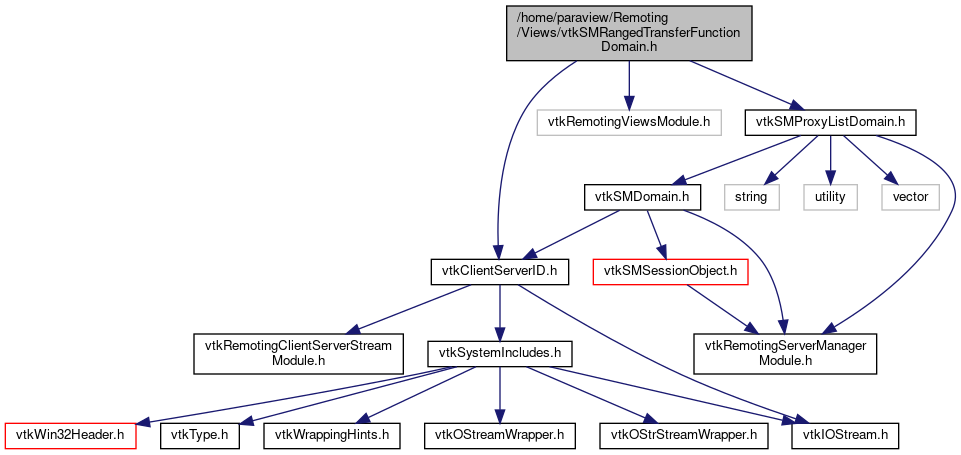 /home/paraview/Remoting
/Views/vtkSMRangedTransferFunction
Domain.h
vtkRemotingViewsModule.h
vtkSMProxyListDomain.h
vtkSMDomain.h
string
utility
vector
vtkClientServerID.h
vtkSMSessionObject.h
vtkRemotingClientServerStream
Module.h
vtkSystemIncludes.h
vtkRemotingServerManager
Module.h
vtkWin32Header.h
vtkType.h
vtkWrappingHints.h
vtkOStreamWrapper.h
vtkOStrStreamWrapper.h
vtkIOStream.h